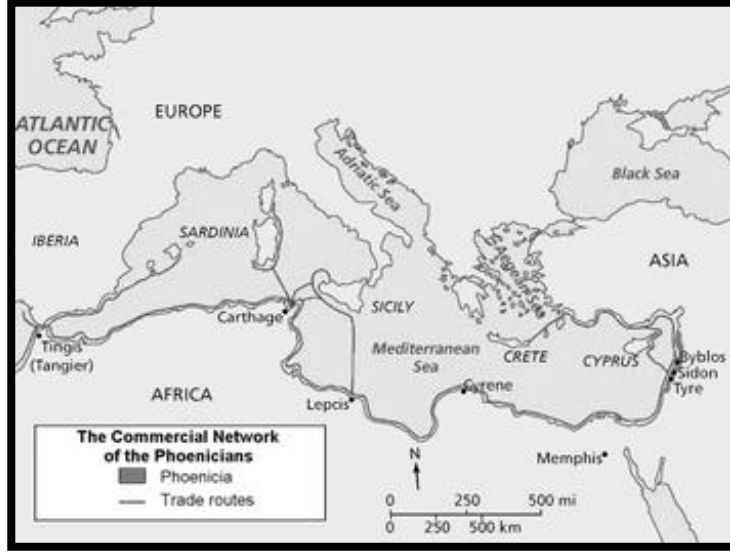 EUROPE
ATLANTIC
OCEAN
Adriatic Sea
Black Sea
IBERIA
SARDINIA
Aegean Sea
ASIA
Carthage
SICILY
Tingis
(Tangier)
Mediterranean
Sea
CRETE
CYPRUS
Byblos
Sidon
Tyre
AFRICA
Lepcis
Cyrene
The Commercial Network
of the Phoenicians
Phoenicia
Trade routes
N
Memphis
0 250 500 mi
0 250 500 km